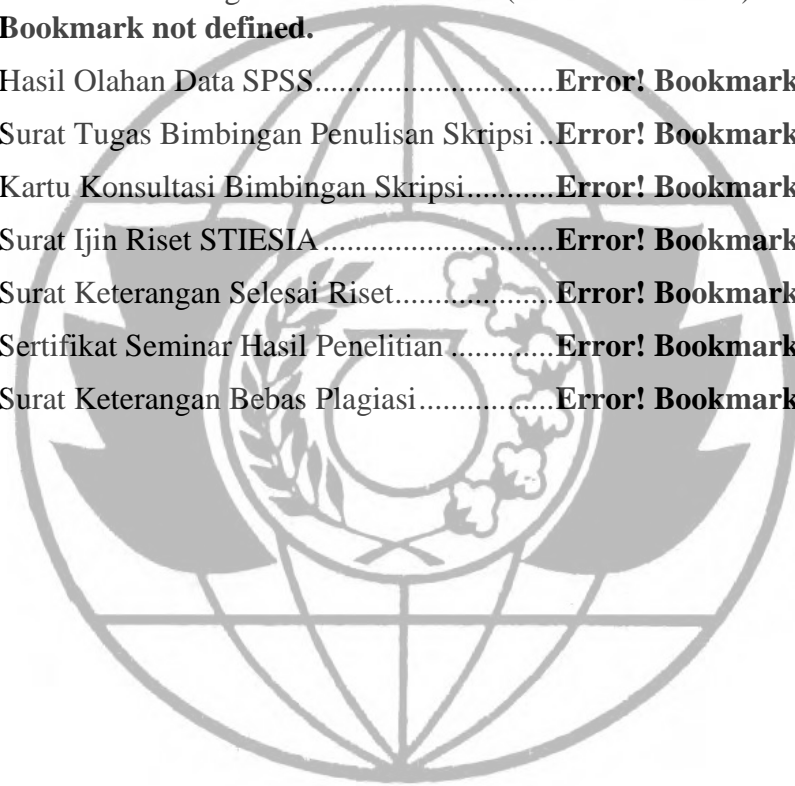 Bookmark not defined.
Hasil Olahan Data SPSS............................Error! Bookmark
Surat Tugas Bimbingan Penulisan Skripsi ..Error! Bookmark
Kartu Konsultasi Bimbingan Skripsi...........Error! Bookmark
Surat Ijin Riset STIESIA...........................Error! Bookmark
Surat Keterangan Selesai Riset..................Error! Bookmark
Sertifikat Seminar Hasil Penelitian ............Error! Bookmark
Surat Keterangan Bebas Plagiasi................Error! Bookmark